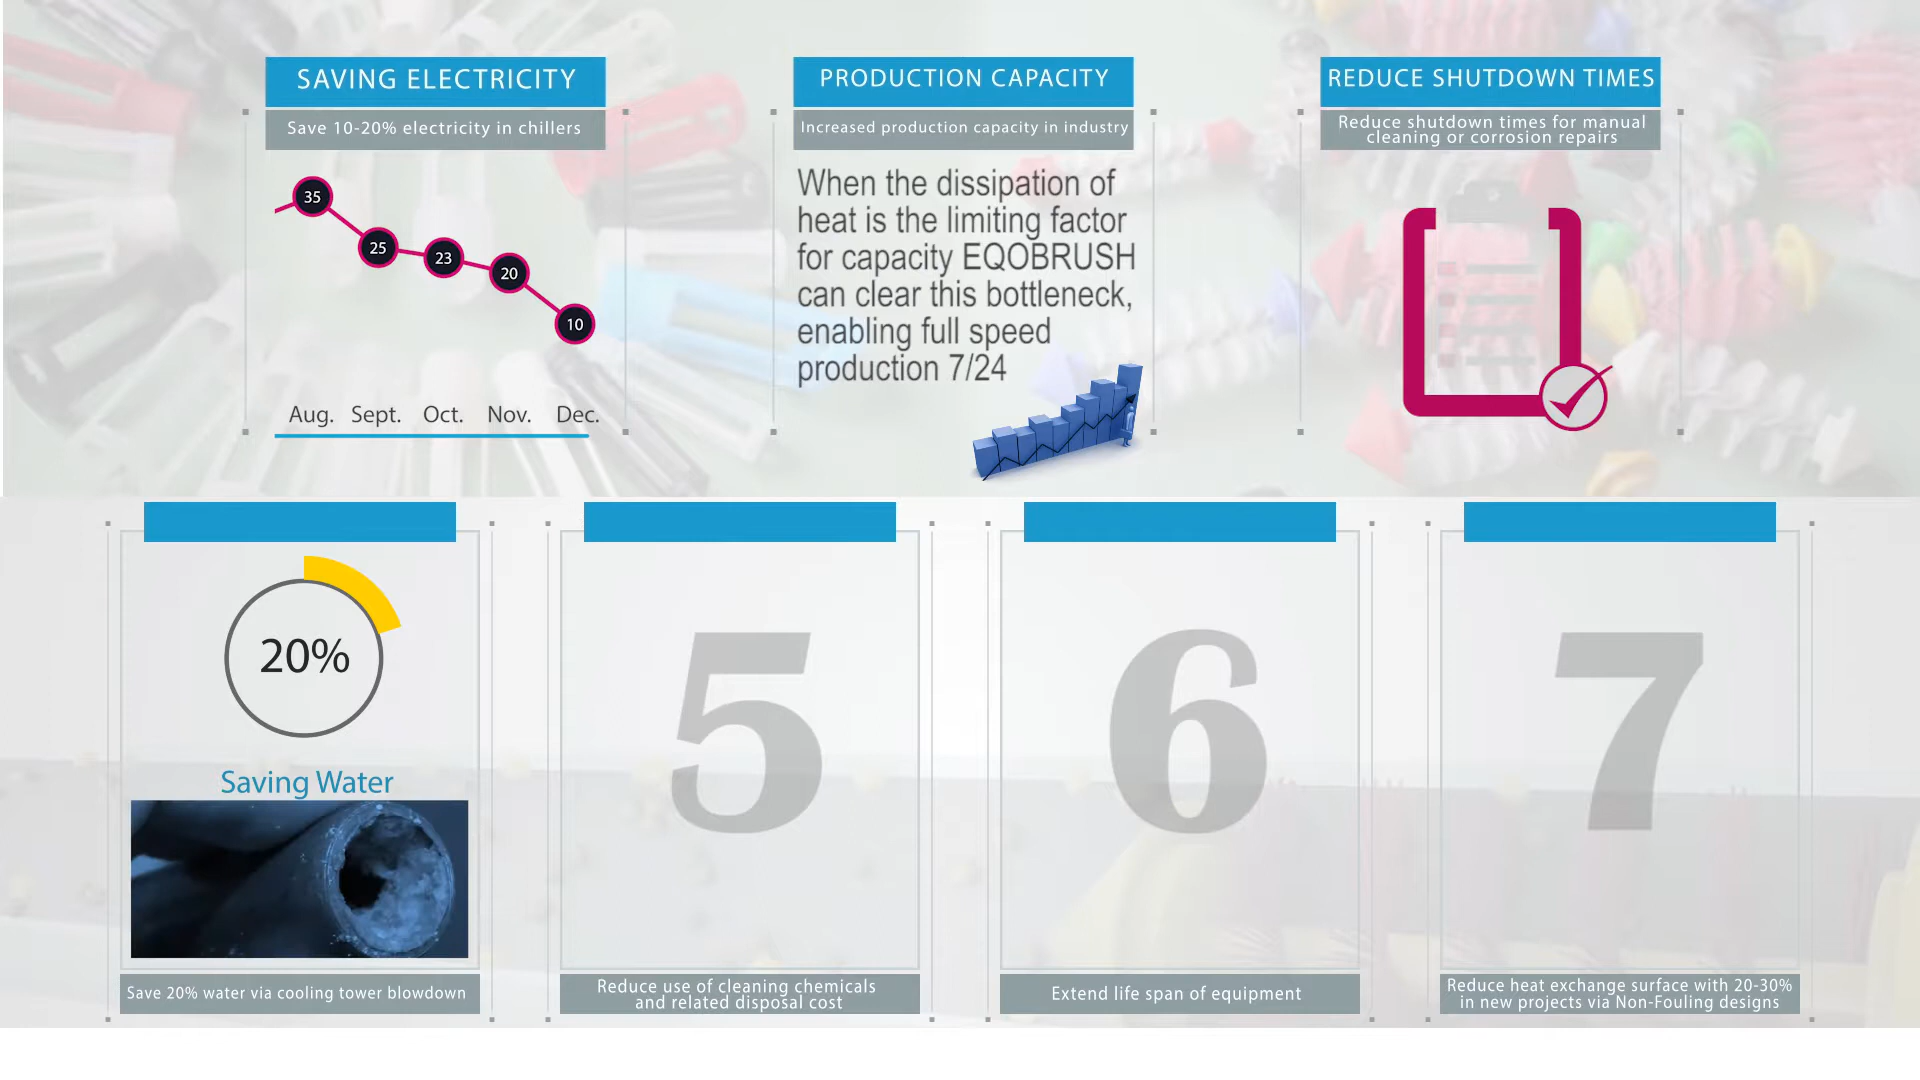 SAVING ELECTRICITY
Save 10-20% electricity in chillers
35
25
23
20
10
Aug. Sept. Oct. Nov. Dec.
PRODUCTION CAPACITY
Increased production capacity in industry
When the dissipation of
heat is the limiting factor
for capacity EQOBRUSH
can clear this bottleneck,
enabling full speed
production 7/24
REDUCE SHUTDOWN TIMES
Reduce shutdown times for manual
cleaning or corrosion repairs
20%
Saving Water
Save 20% water via cooling tower blowdown
5
Reduce use of cleaning chemicals
and related disposal cost
6
Extend life span of equipment
7
Reduce heat exchange surface with 20-30%
in new projects via Non-Fouling designs